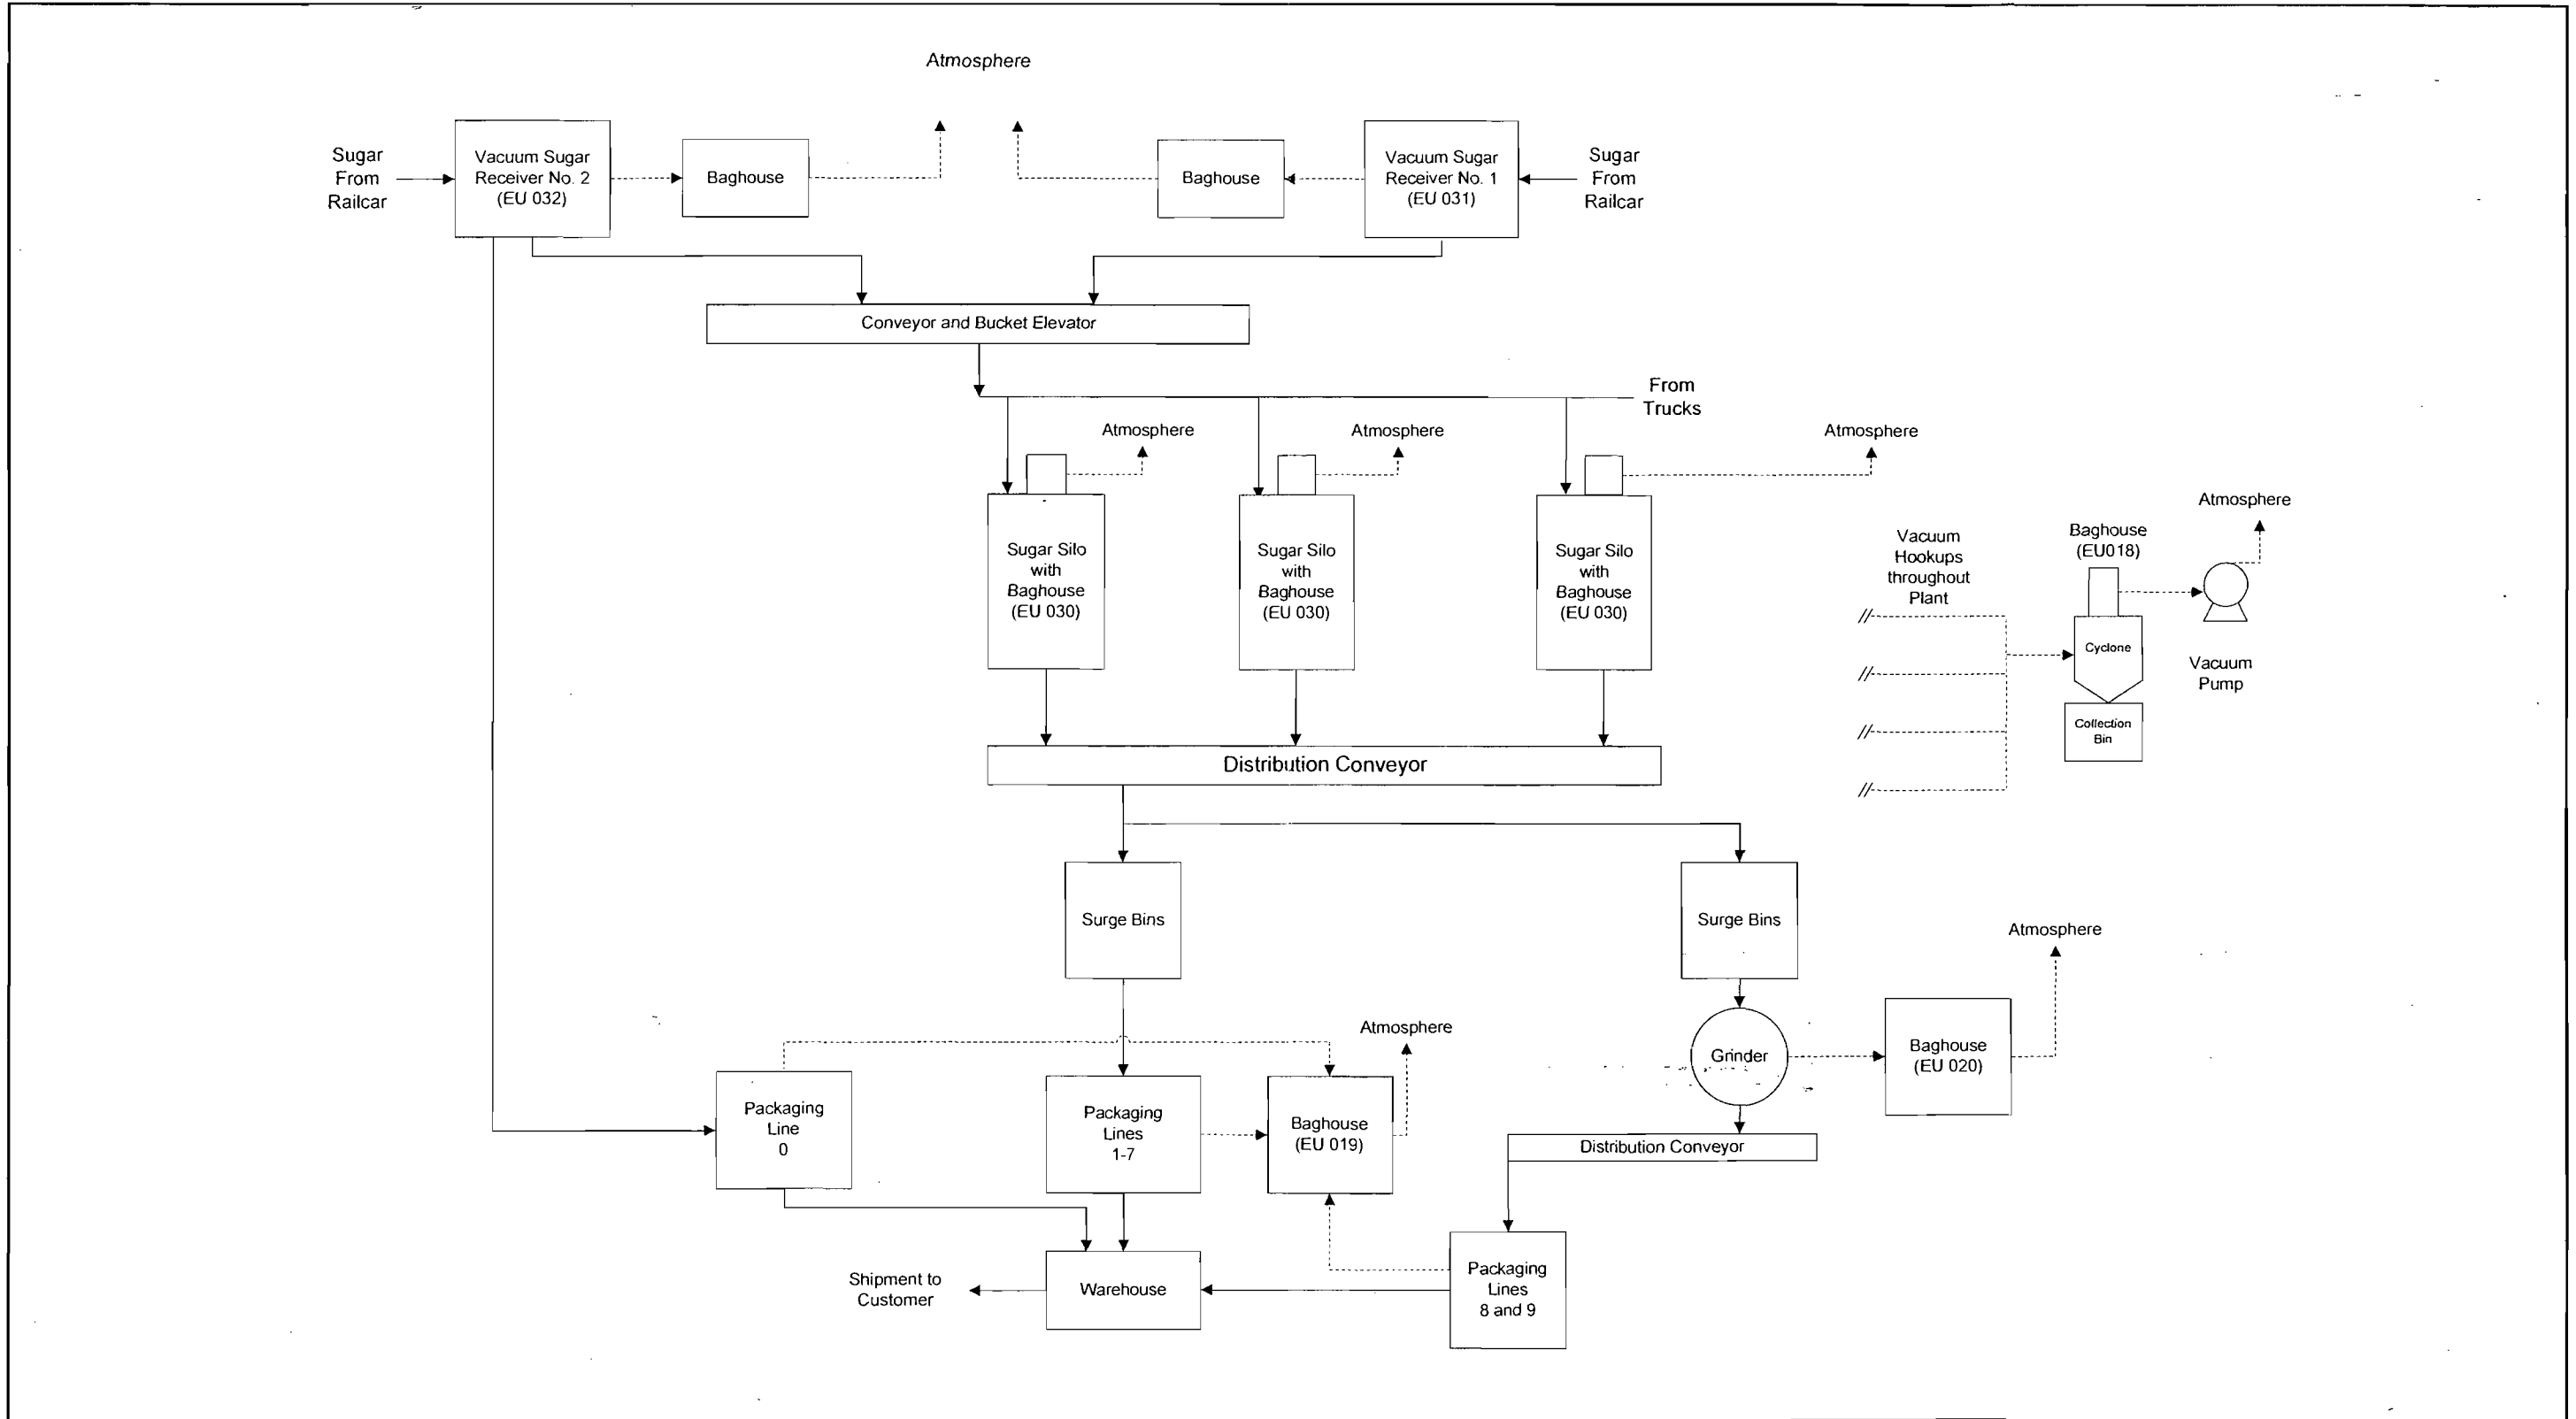 Atmosphere
Sugar
From
Railcar
Vacuum Sugar
Receiver No. 2
(EU 032)
Baghouse
Baghouse
Vacuum Sugar
Receiver No. 1
(EU 031)
Sugar
From
Railcar
Conveyor and Bucket Elevator
From
Trucks
Atmosphere
Atmosphere
Atmosphere
Sugar Silo
with
Baghouse
(EU 030)
Sugar Silo
with
Baghouse
(EU 030)
Sugar Silo
with
Baghouse
(EU 030)
Vacuum
Hookups
throughout
Plant
Baghouse
(EU018)
Atmosphere
Cyclone
Vacuum
Pump
Collection
Bin
Distribution Conveyor
Surge Bins
Surge Bins
Atmosphere
Atmosphere
Grinder
Baghouse
(EU 020)
Packaging
Line
0
Packaging
Lines
1-7
Baghouse
(EU 019)
Distribution Conveyor
Shipment to
Customer
Warehouse
Packaging
Lines
8 and 9